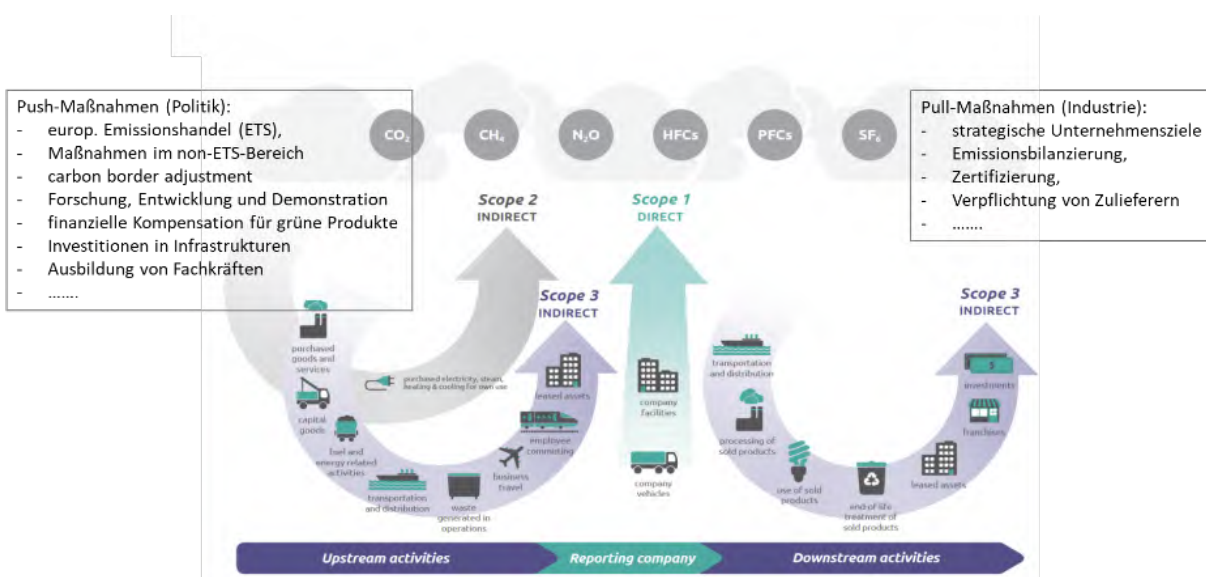 Push-Maßnahmen (Politik):
- europ. Emissionshandel (ETS),
- Maßnahmen im non-ETS-Bereich
- carbon border adjustment
- Forschung, Entwicklung und Demonstration
- finanzielle Kompensation für grüne Produkte
- Investitionen in Infrastrukturen
- Ausbildung von Fachkräften
- …….
CO₂
CH₄
N₂O
HFCs
PFCs
SF₆
Pull-Maßnahmen (Industrie):
- strategische Unternehmensziele
- Emissionsbilanzierung,
- Zertifizierung,
- Verpflichtung von Zulieferern
- …….
Scope 2
INDIRECT
Scope 1
DIRECT
Scope 3
INDIRECT
Scope 3
INDIRECT
purchased
goods and
services
capital
goods
fuel and
energy related
activities
transportation
and distribution
waste
generated in
operations
business
travel
employee
commuting
leased assets
purchased electricity, steam,
heating & cooling for own use
company
facilities
company
vehicles
transportation
and distribution
processing of
sold products
use of sold
products
end of life
treatment of
sold products
leased assets
franchises
investments
Upstream activities
Reporting company
Downstream activities